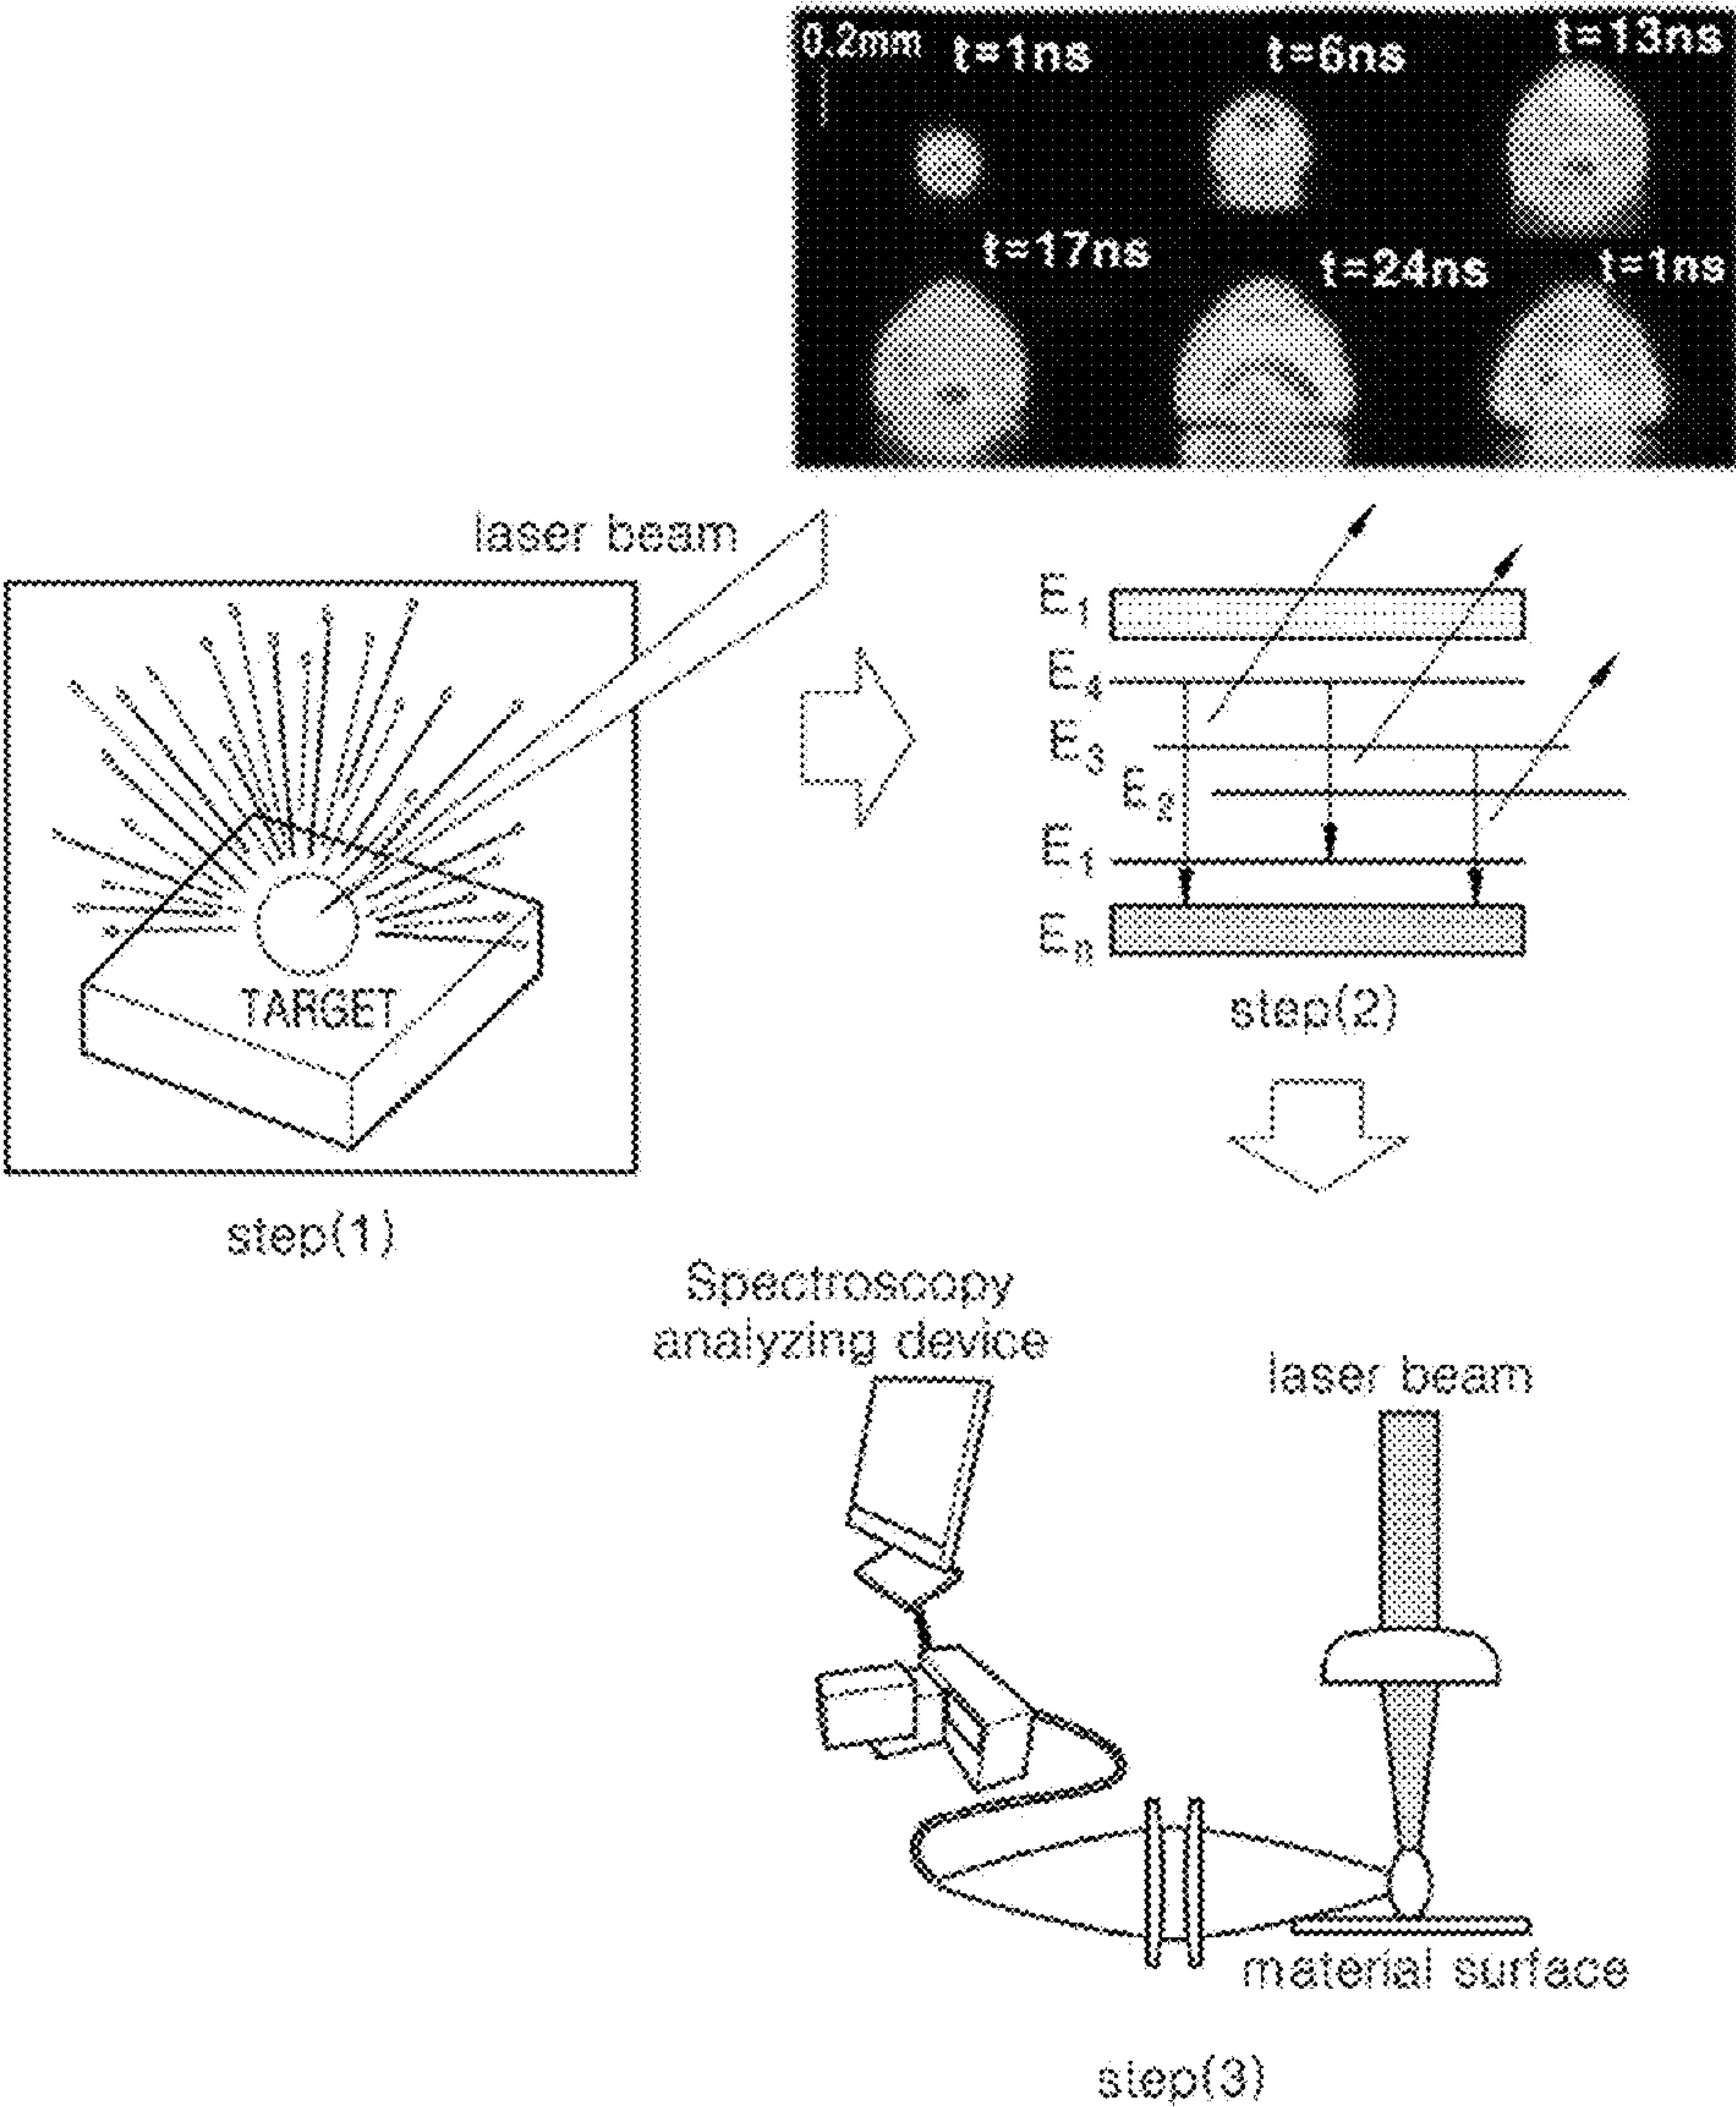 0.2mm t=1ns t=6ns t=13ns
t=17ns t=24ns t=1ns
laser beam
E1
E4
E3
E2
E1
En
TARGET
step(2)
step(1)
Spectroscopy
analyzing device
laser beam
material surface
step(3)